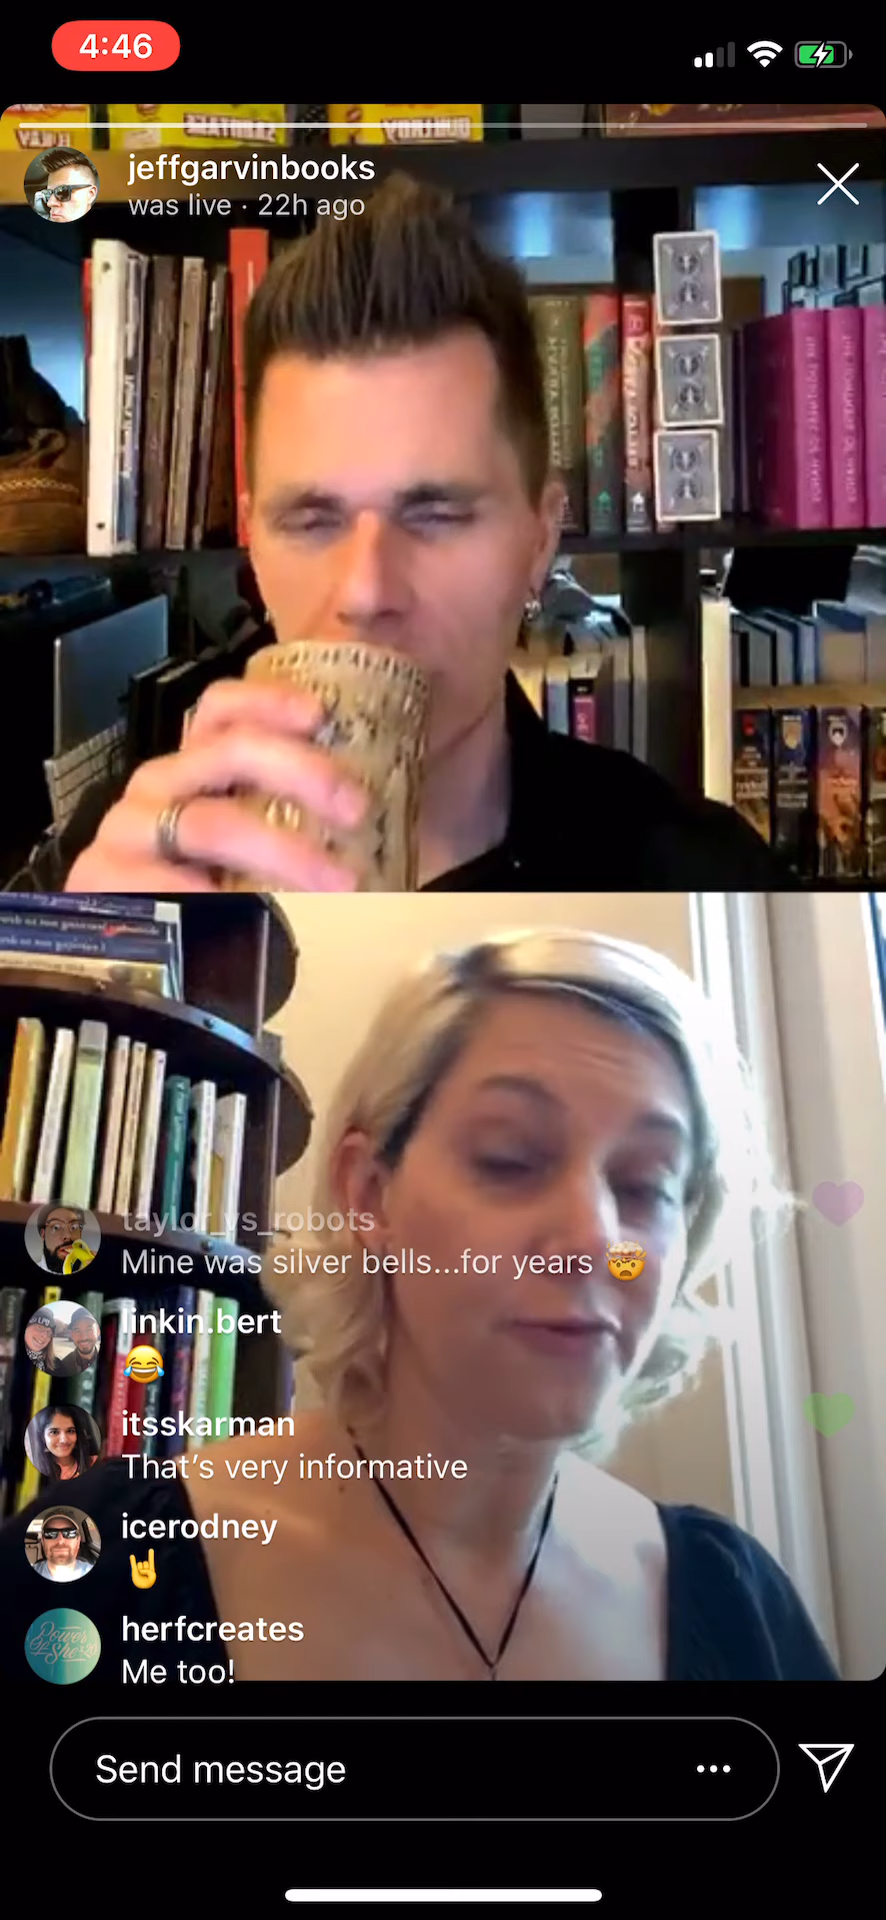 4:46
jeffgarvinbooks
was live · 22h ago
taylor_vs_robots
Mine was silver bells...for years 🤯
linkin.bert
😂
itsskarman
That's very informative
icerodney
🤘
herfcreates
Me too!
Send message